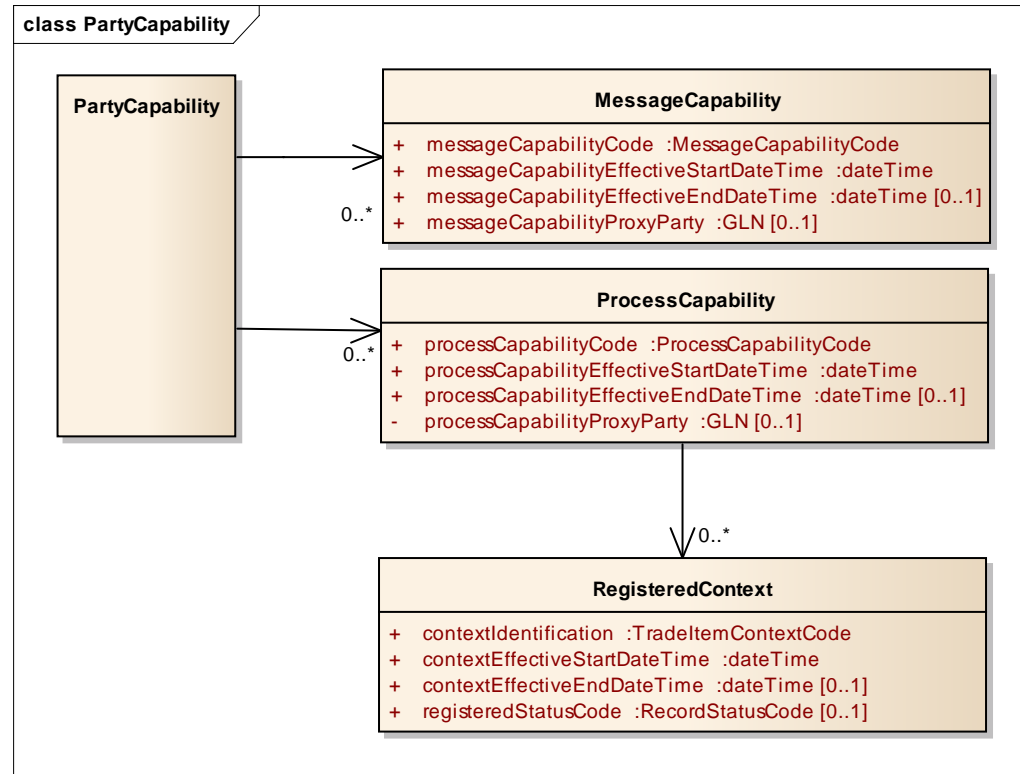 class PartyCapability
PartyCapability
MessageCapability
+ messageCapabilityCode :MessageCapabilityCode
+ messageCapabilityEffectiveStartDateTime :dateTime
+ messageCapabilityEffectiveEndDateTime :dateTime [0..1]
+ messageCapabilityProxyParty :GLN [0..1]
0..*
ProcessCapability
+ processCapabilityCode :ProcessCapabilityCode
+ processCapabilityEffectiveStartDateTime :dateTime
+ processCapabilityEffectiveEndDateTime :dateTime [0..1]
- processCapabilityProxyParty :GLN [0..1]
0..*
0..*
RegisteredContext
+ contextIdentification :TradeItemContextCode
+ contextEffectiveStartDateTime :dateTime
+ contextEffectiveEndDateTime :dateTime [0..1]
+ registeredStatusCode :RecordStatusCode [0..1]